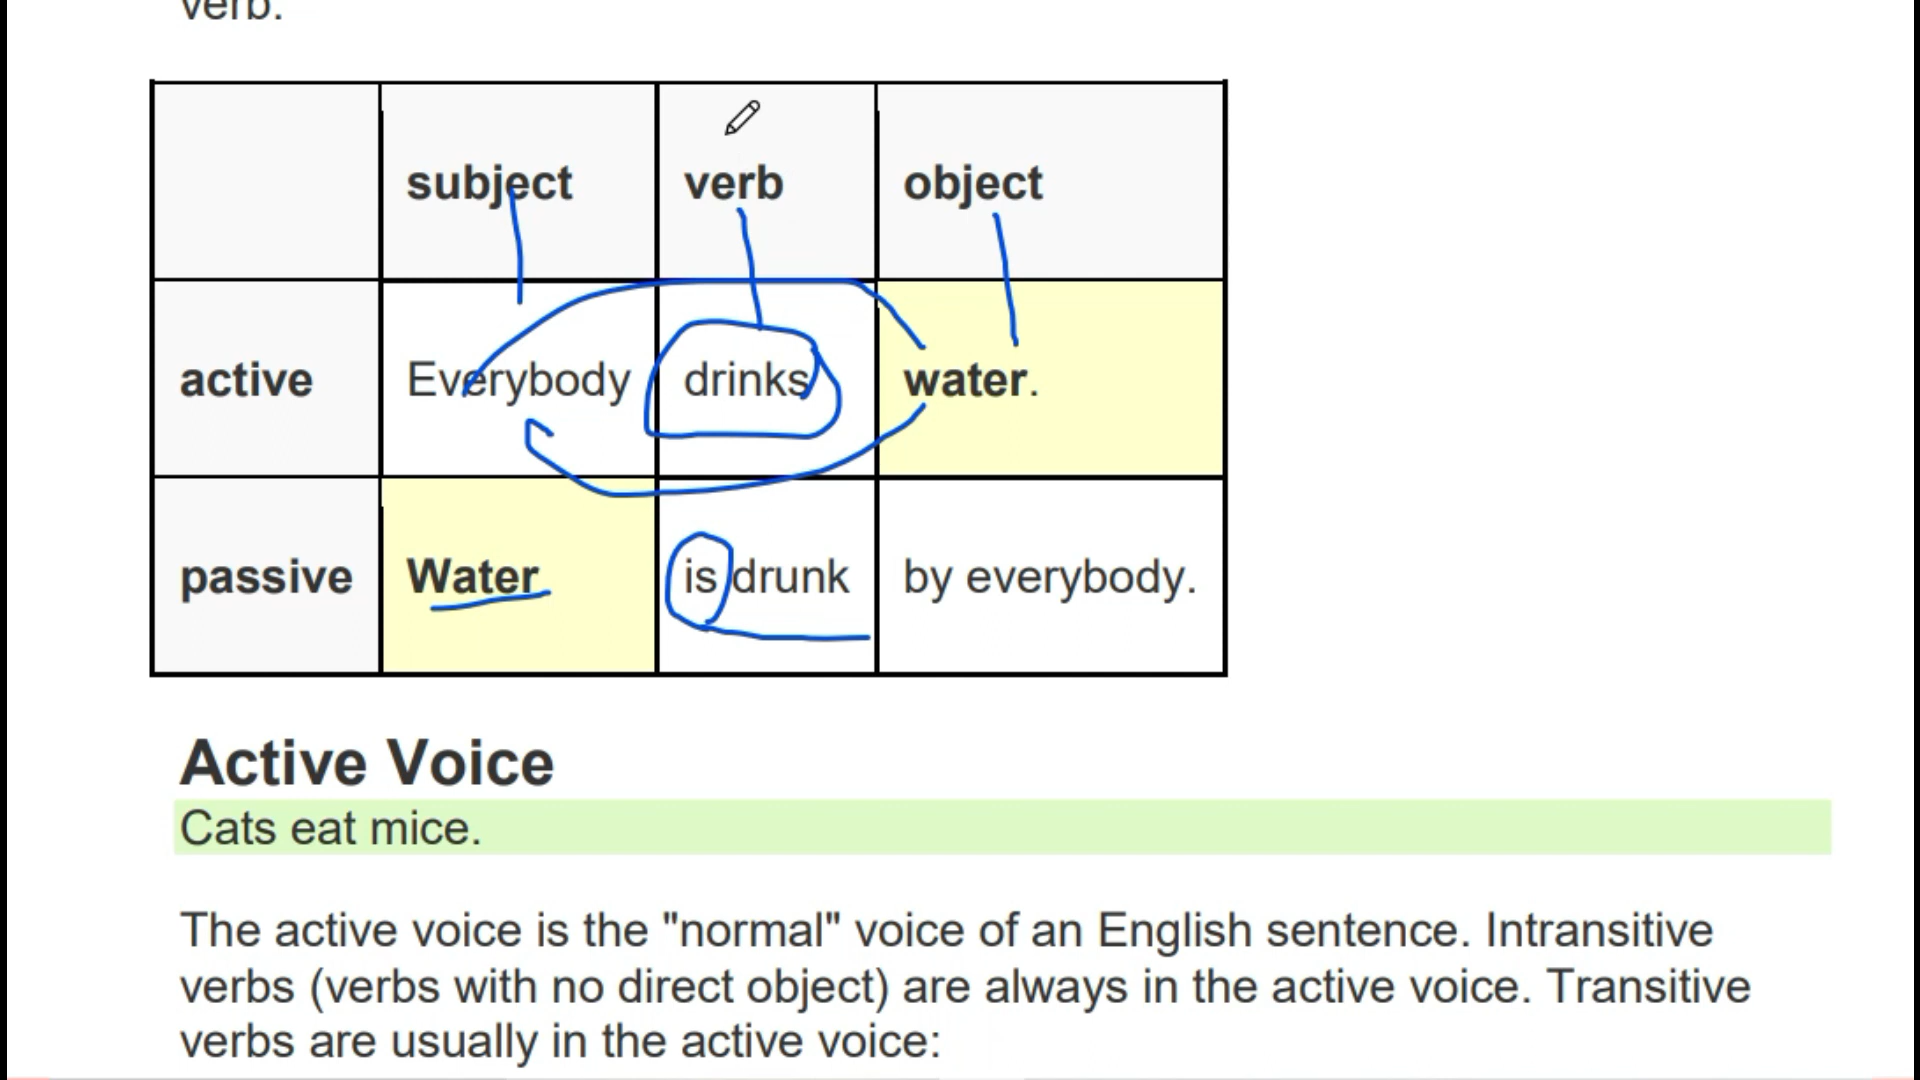 verb.
subject verb object
active Everybody drinks water.
passive Water is drunk by everybody.
Active Voice
Cats eat mice.
The active voice is the "normal" voice of an English sentence. Intransitive
verbs (verbs with no direct object) are always in the active voice. Transitive
verbs are usually in the active voice: